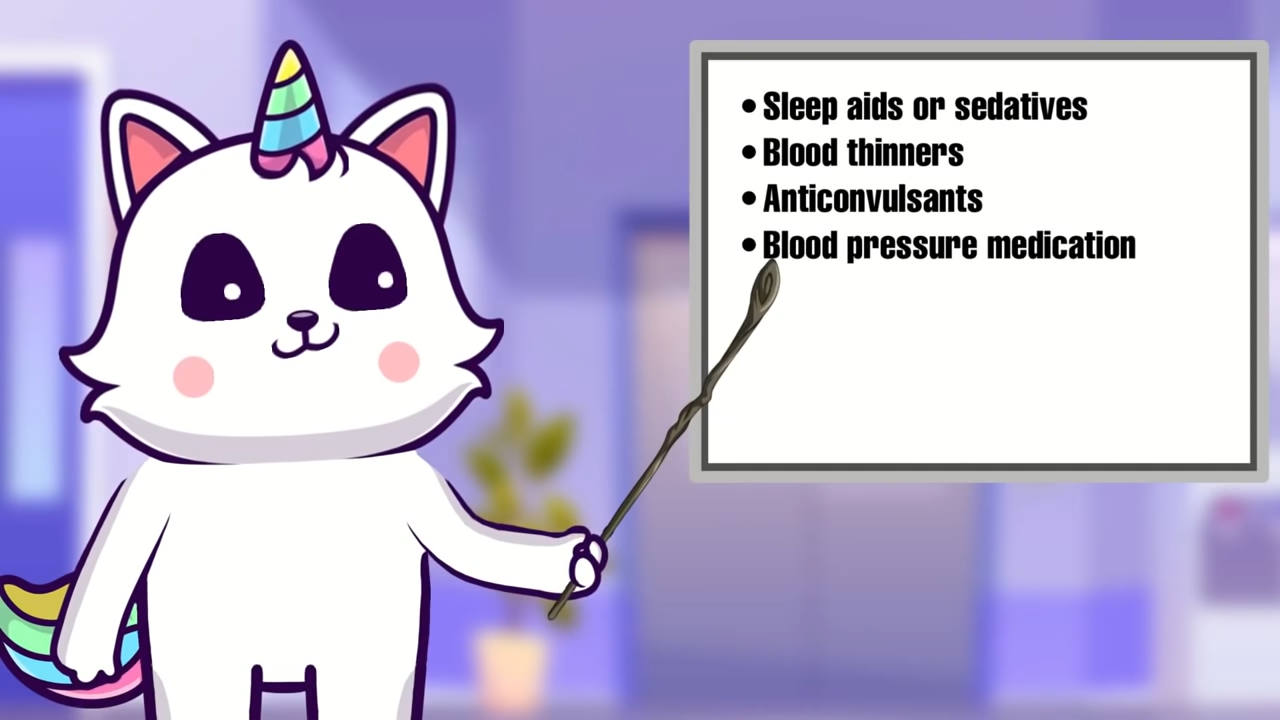 • Sleep aids or sedatives
• Blood thinners
• Anticonvulsants
• Blood pressure medication